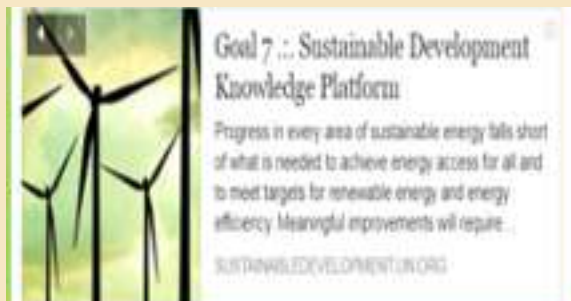 Goal 7 .:. Sustainable Development
Knowledge Platform
Progress in every area of sustainable energy falls short
of what is needed to achieve energy access for all and
to meet targets for renewable energy and energy
efficiency. Meaningful improvements will require...
SUSTAINABLEDEVELOPMENT.UN.ORG